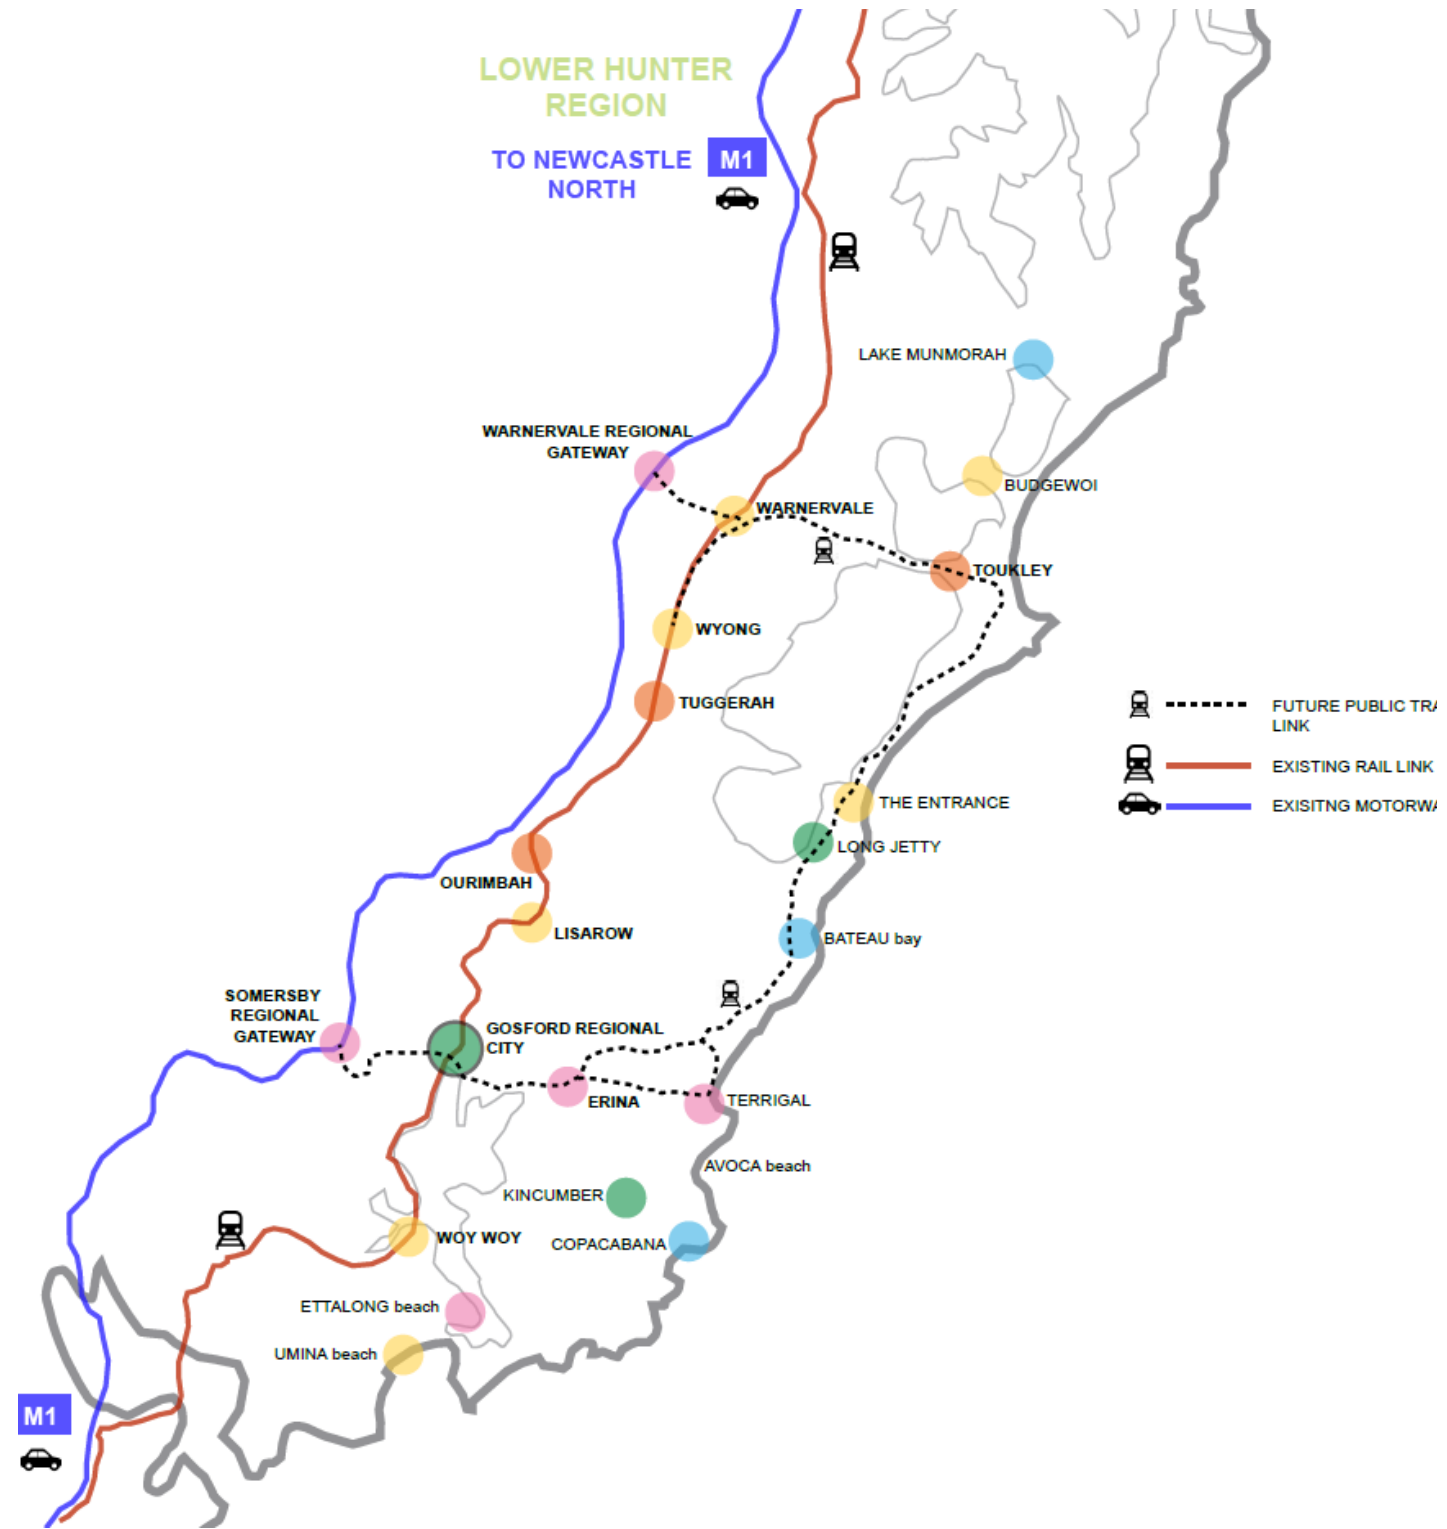 LOWER HUNTER
REGION
TO NEWCASTLE
NORTH
M1
LAKE MUNMORAH
WARNERVALE REGIONAL
GATEWAY
BUDGEWOI
WARNERVALE
TOUKLEY
WYONG
TUGGERAH
FUTURE PUBLIC TRA
LINK
EXISTING RAIL LINK
EXISITNG MOTORWA
THE ENTRANCE
LONG JETTY
OURIMBAH
LISAROW
BATEAU bay
SOMERSBY
REGIONAL
GATEWAY
GOSFORD REGIONAL
CITY
ERINA
TERRIGAL
AVOCA beach
KINCUMBER
WOY WOY
COPACABANA
ETTALONG beach
UMINA beach
M1